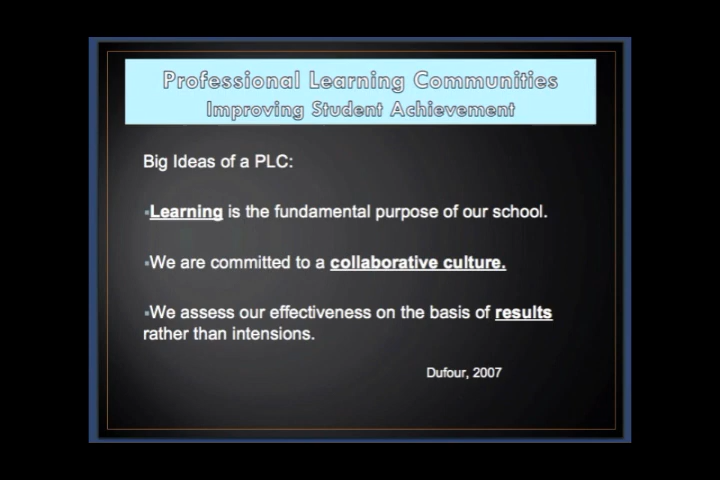 Professional Learning Communities
Improving Student Achievement
Big Ideas of a PLC:
▪Learning is the fundamental purpose of our school.
▪We are committed to a collaborative culture.
▪We assess our effectiveness on the basis of results
rather than intensions.
Dufour, 2007